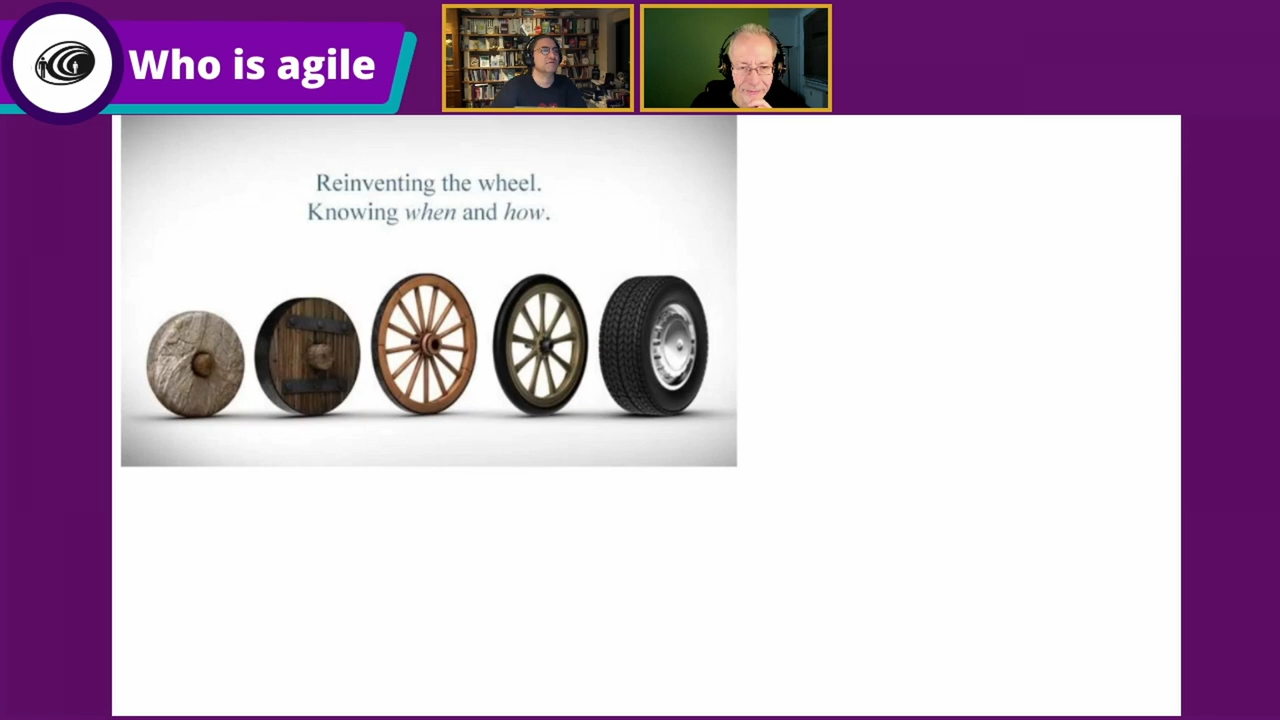 Who is agile
Reinventing the wheel.
Knowing when and how.